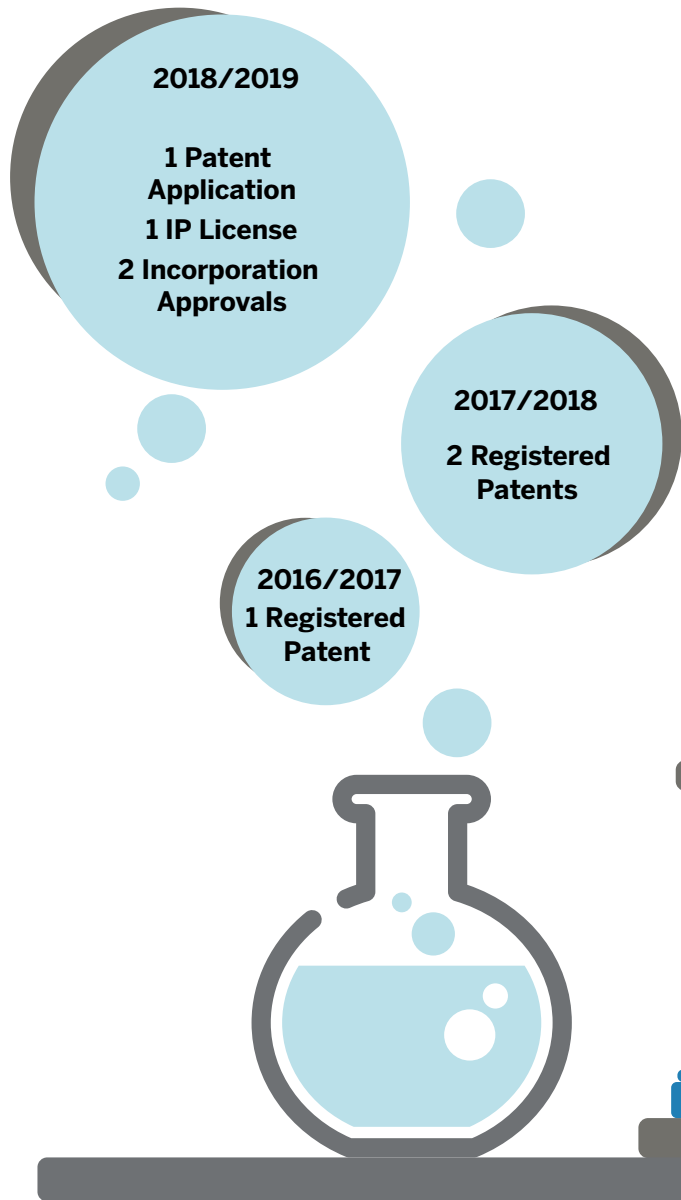 2018/2019
1 Patent
Application
1 IP License
2 Incorporation
Approvals
2017/2018
2 Registered
Patents
2016/2017
1 Registered
Patent